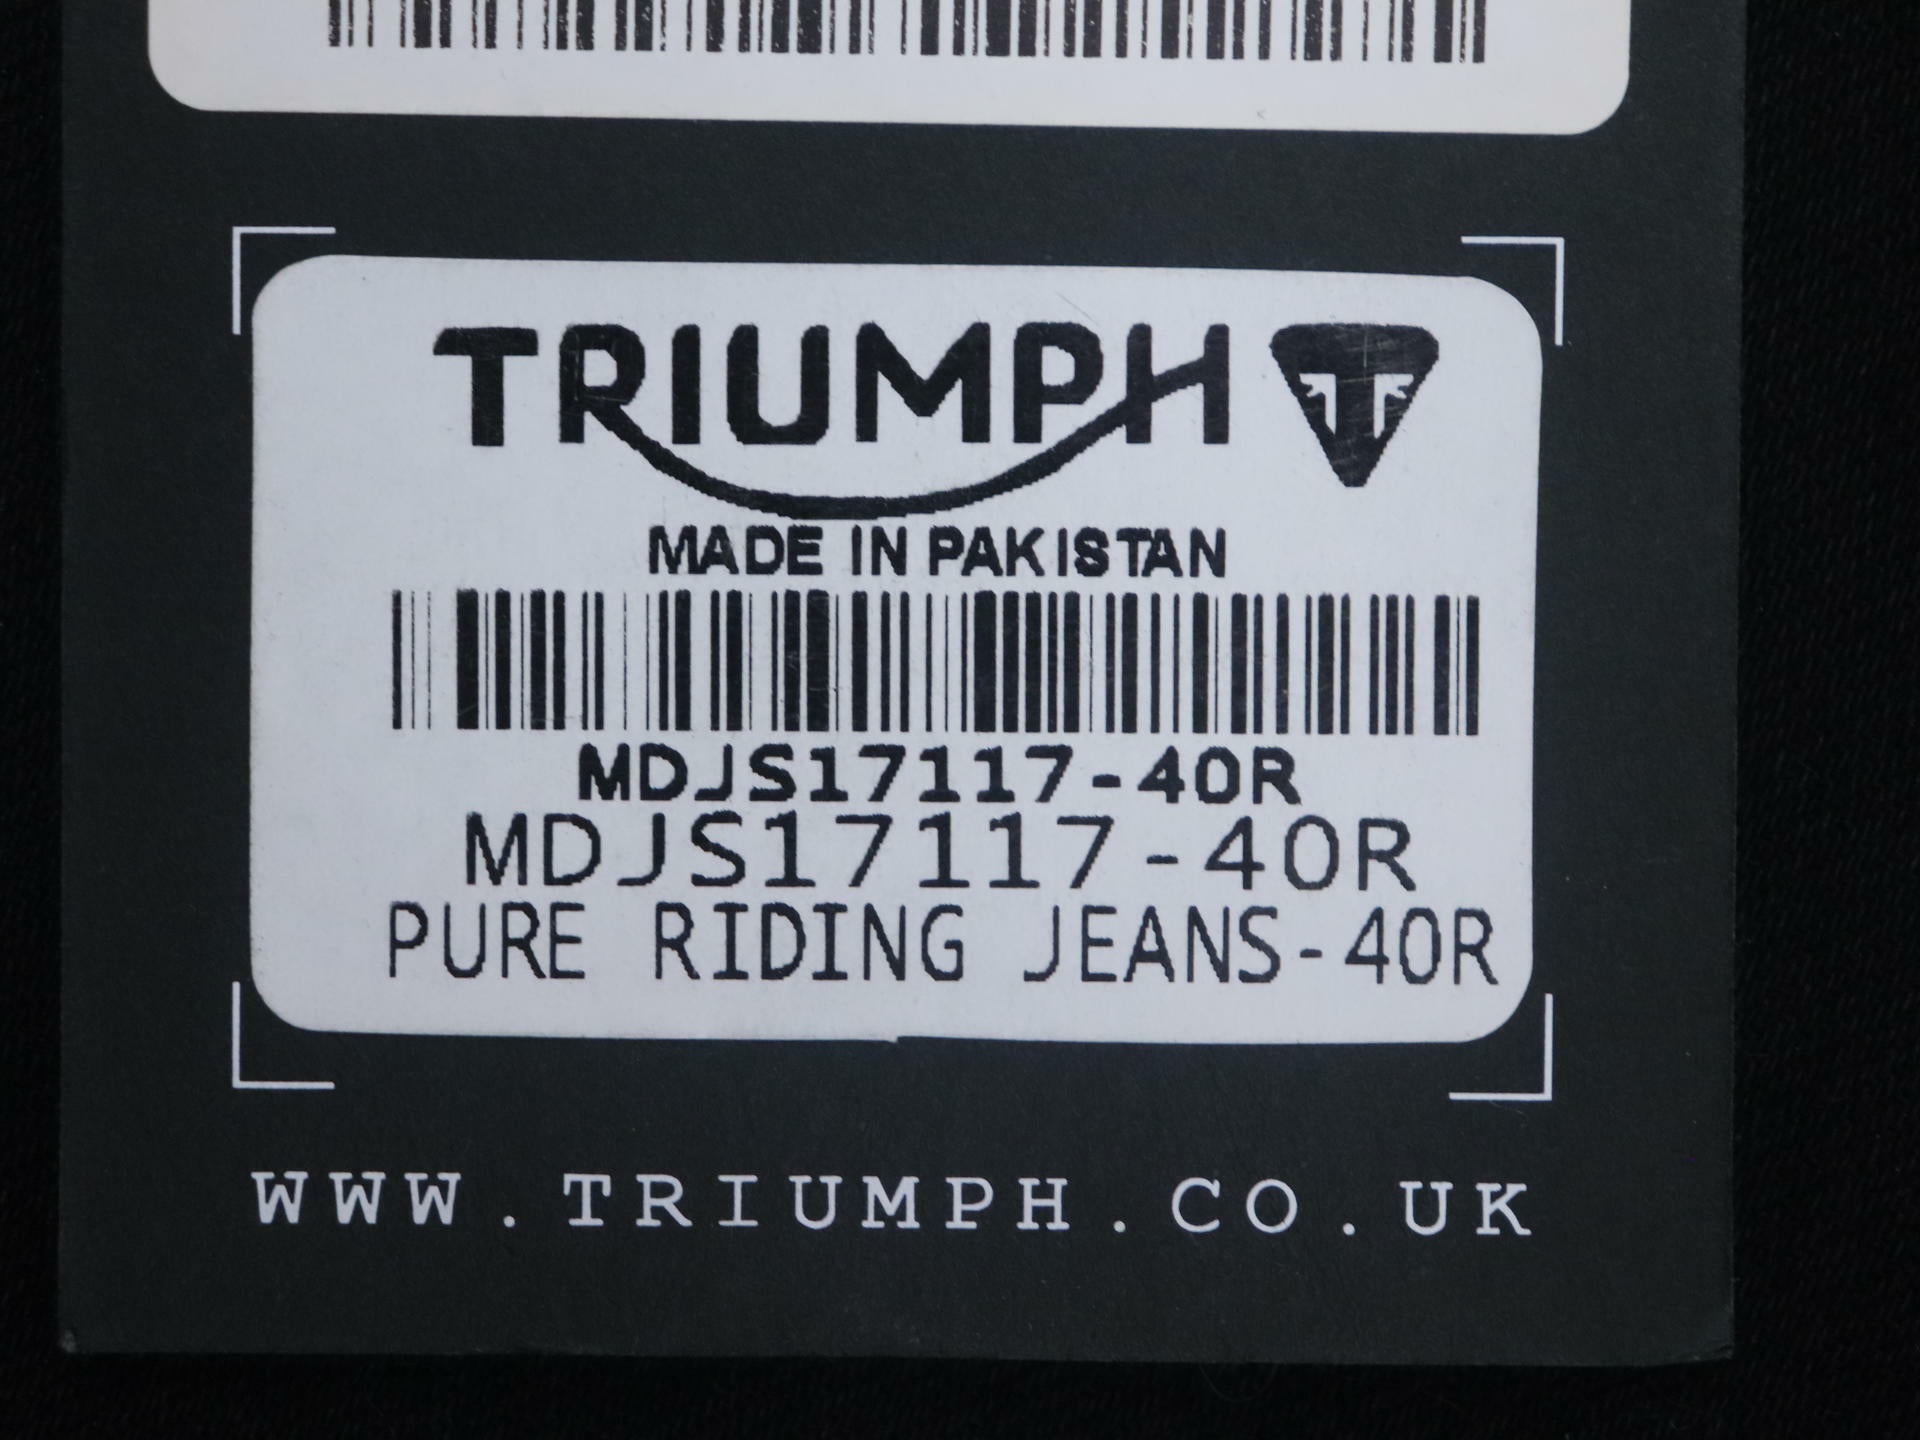 TRIUMPH
MADE IN PAKISTAN
MDJS17117-40R
MDJS17117-40R
PURE RIDING JEANS-40R
WWW.TRIUMPH.CO.UK